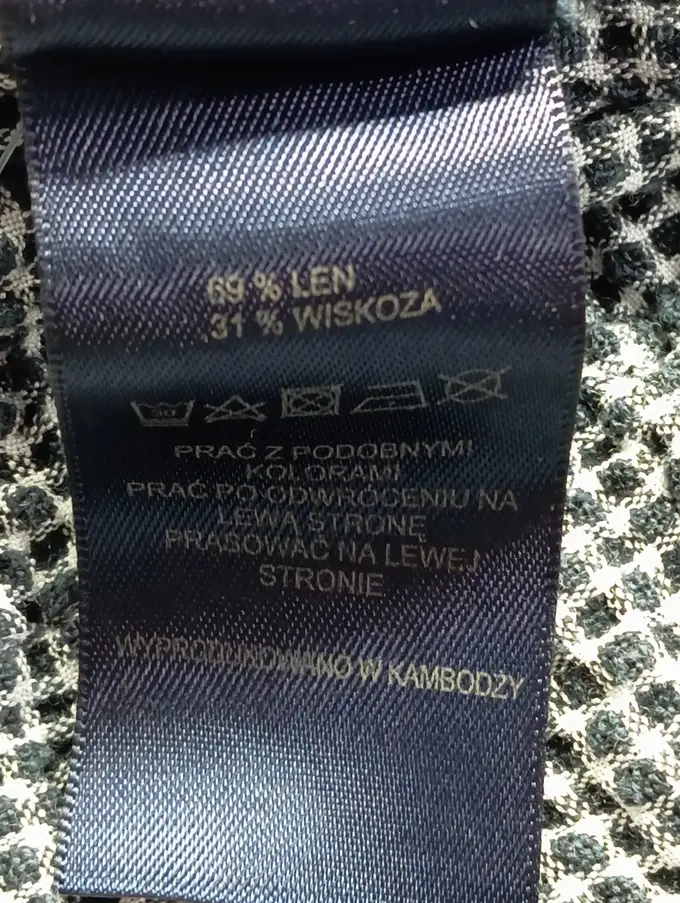 69 % LEN
31 % WISKOZA
30
PRAĆ Z PODOBNYMI
KOLORAMI
PRAĆ PO ODWRÓCENIU NA
LEWĄ STRONĘ
PRASOWAĆ NA LEWEJ
STRONIE
WYPRODUKOWANO W KAMBODŻY